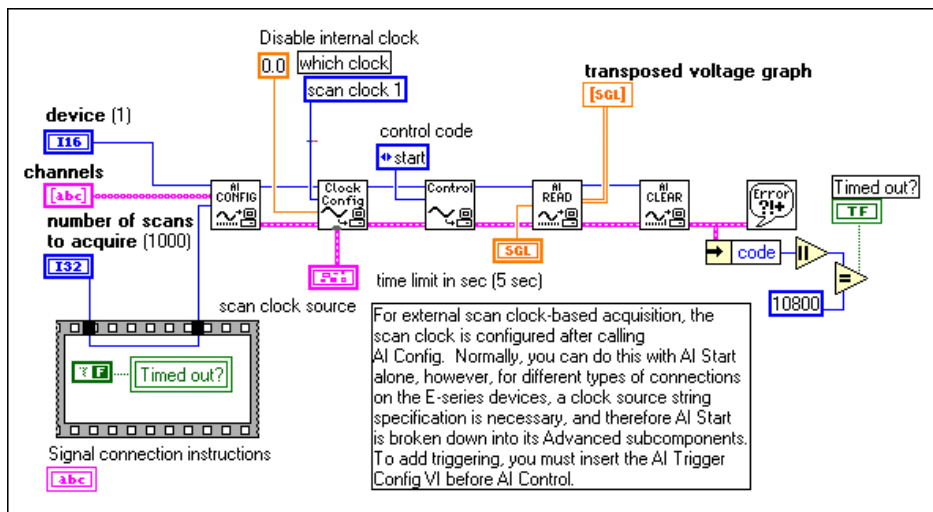 Disable internal clock
0.0
which clock
scan clock 1
transposed voltage graph
[SGL]
device (1)
I16
control code
start
channels
[abc]
AI
CONFIG
Clock
Config
Control
AI
READ
AI
CLEAR
Error
?!+
Timed out?
TF
number of scans
to acquire (1000)
I32
SGL
code
time limit in sec (5 sec)
10800
scan clock source
For external scan clock-based acquisition, the
scan clock is configured after calling
AI Config. Normally, you can do this with AI Start
alone, however, for different types of connections
on the E-series devices, a clock source string
specification is necessary, and therefore AI Start
is broken down into its Advanced subcomponents.
To add triggering, you must insert the AI Trigger
Config VI before AI Control.
? F
Timed out?
Signal connection instructions
abc